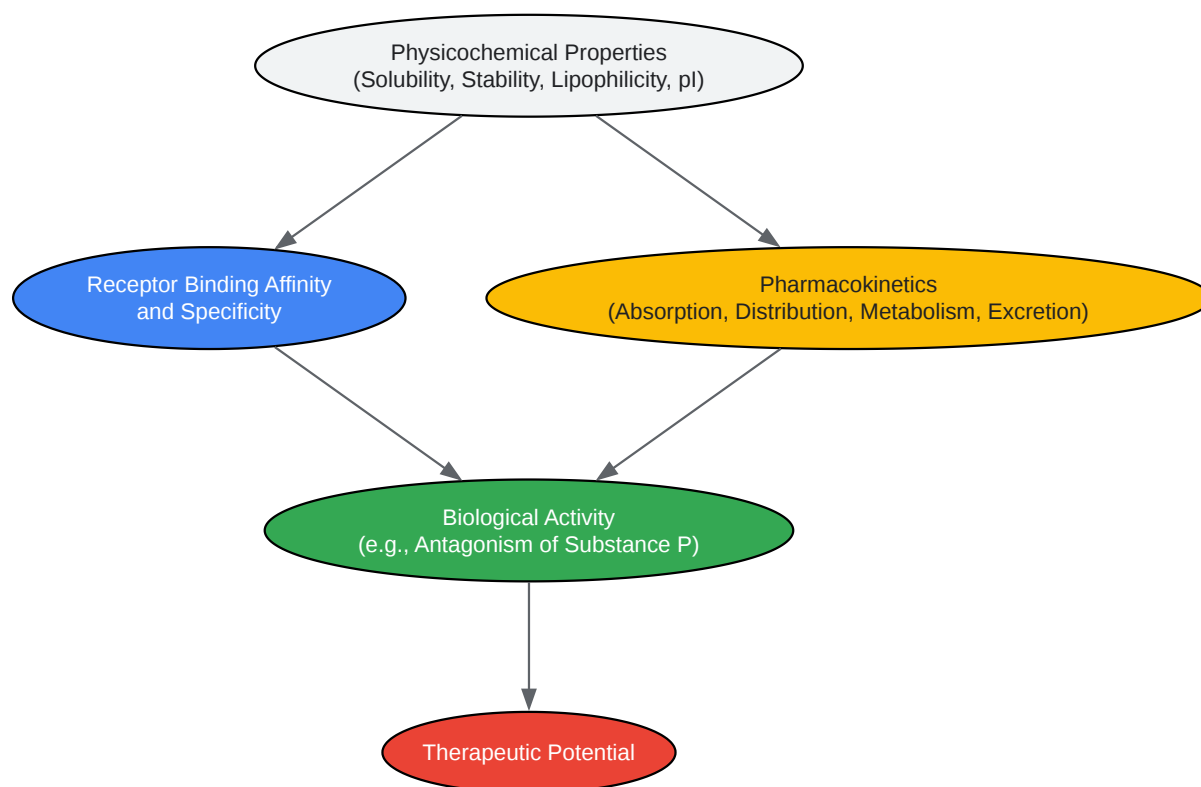 Physicochemical Properties
(Solubility, Stability, Lipophilicity, pI)
Receptor Binding Affinity
and Specificity
Pharmacokinetics
(Absorption, Distribution, Metabolism, Excretion)
Biological Activity
(e.g., Antagonism of Substance P)
Therapeutic Potential